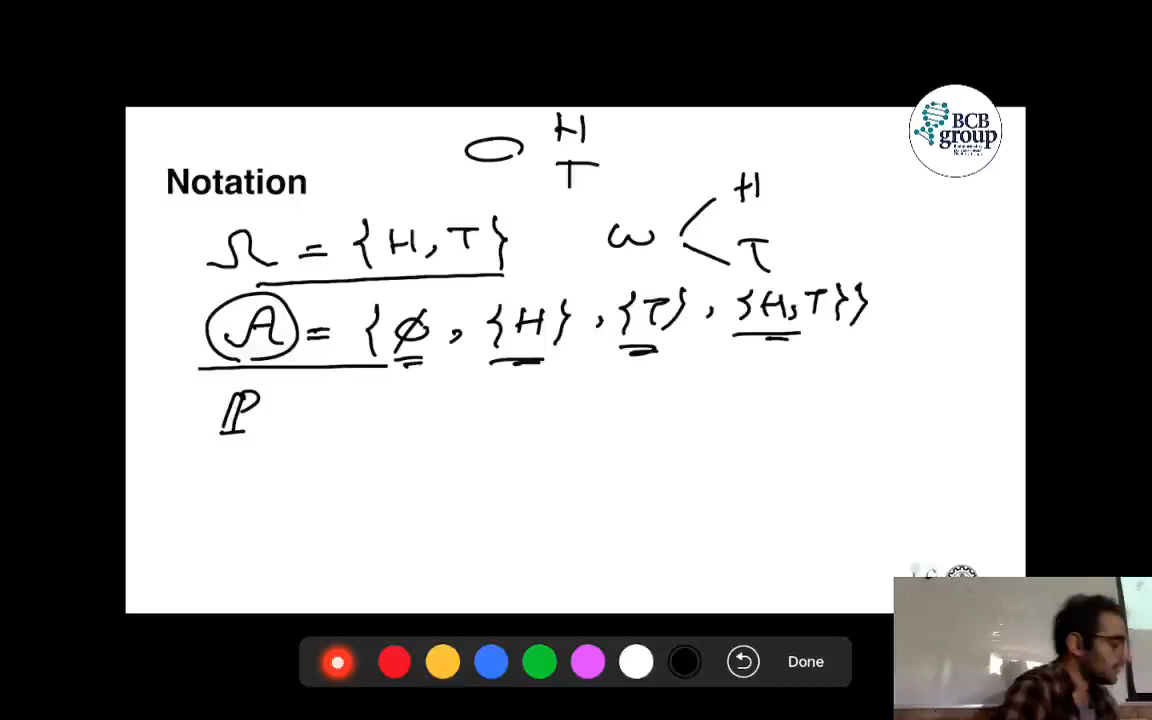 H
T
BCB
group
Notation
Ω = {H, T}
ω < H
T
𝒜 = {∅, {H}, {T}, {H, T}}
ℙ
Done